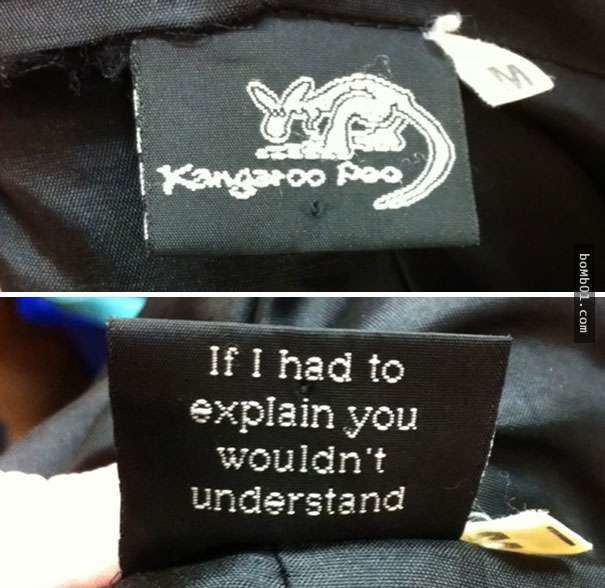 M
Kangaroo Poo
If I had to
explain you
wouldn't
understand
bomb01.com